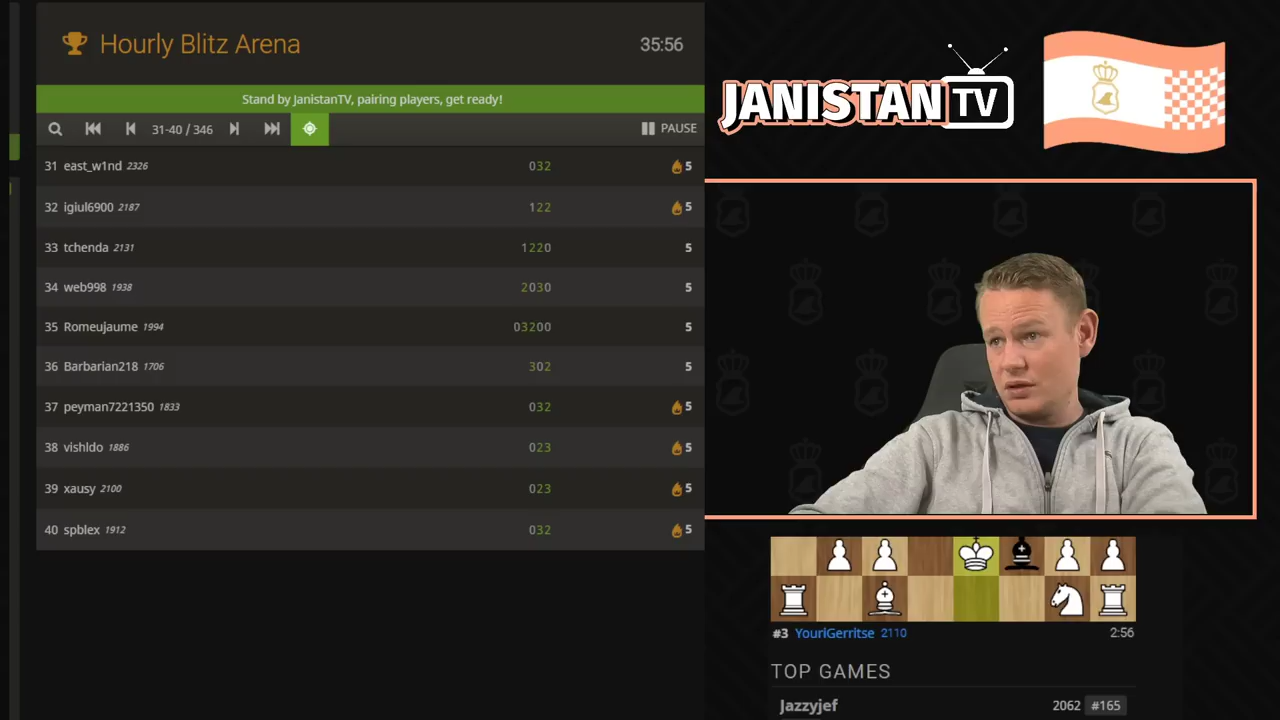 Hourly Blitz Arena
35:56
Stand by JanistanTV, pairing players, get ready!
31-40 / 346
PAUSE
31 east_w1nd 2326 032 5
32 igiul6900 2187 122 5
33 tchenda 2131 1220 5
34 web998 1938 2030 5
35 Romeujaume 1994 03200 5
36 Barbarian218 1706 302 5
37 peyman7221350 1833 032 5
38 vishldo 1886 023 5
39 xausy 2100 023 5
40 spblex 1912 032 5
JANISTAN TV
#3 YouriGerritse 2110 2:56
TOP GAMES
Jazzyjef 2062 #165